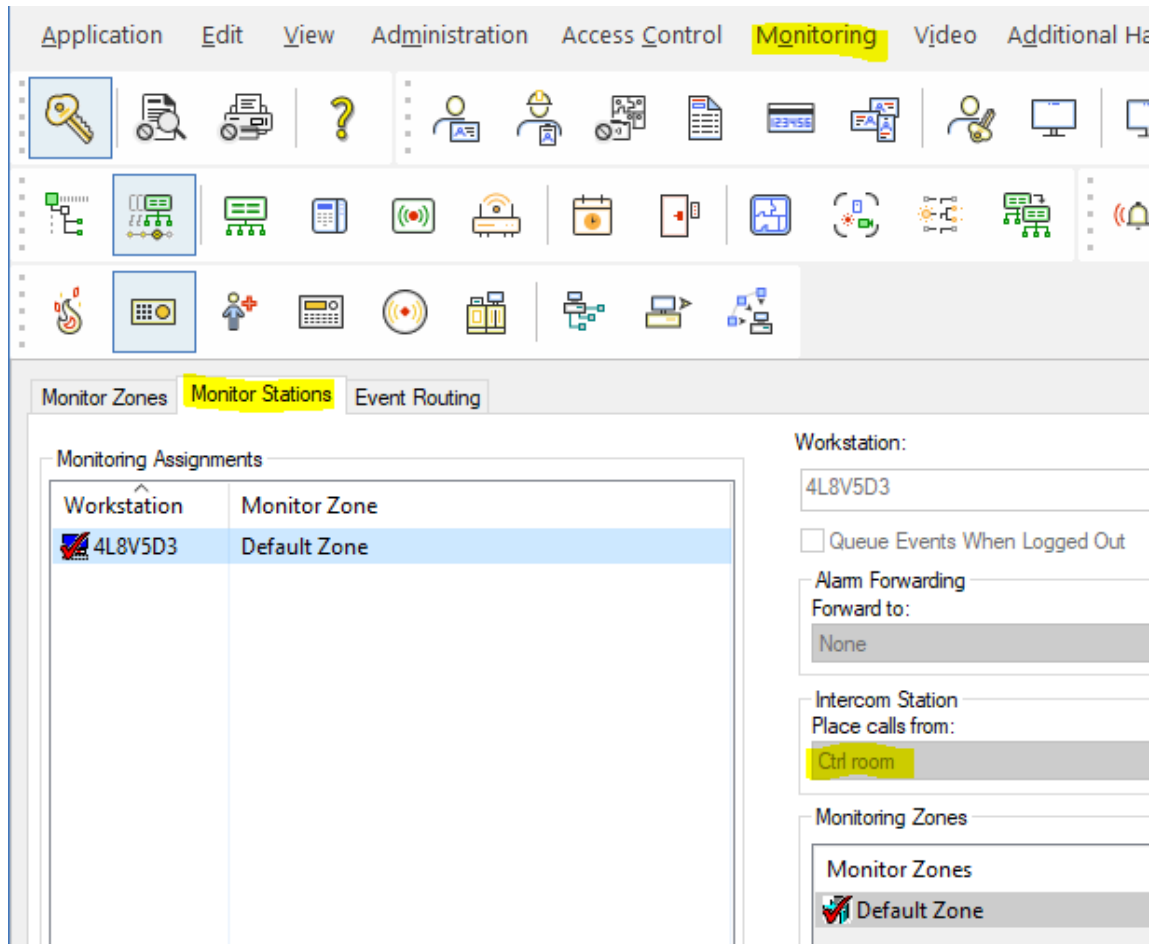 Application Edit View Administration Access Control Monitoring Video Additional Ha
123456
Monitor Zones Monitor Stations Event Routing
Monitoring Assignments
Workstation Monitor Zone
4L8V5D3 Default Zone
Workstation:
4L8V5D3
Queue Events When Logged Out
Alarm Forwarding
Forward to:
None
Intercom Station
Place calls from:
Ctrl room
Monitoring Zones
Monitor Zones
Default Zone